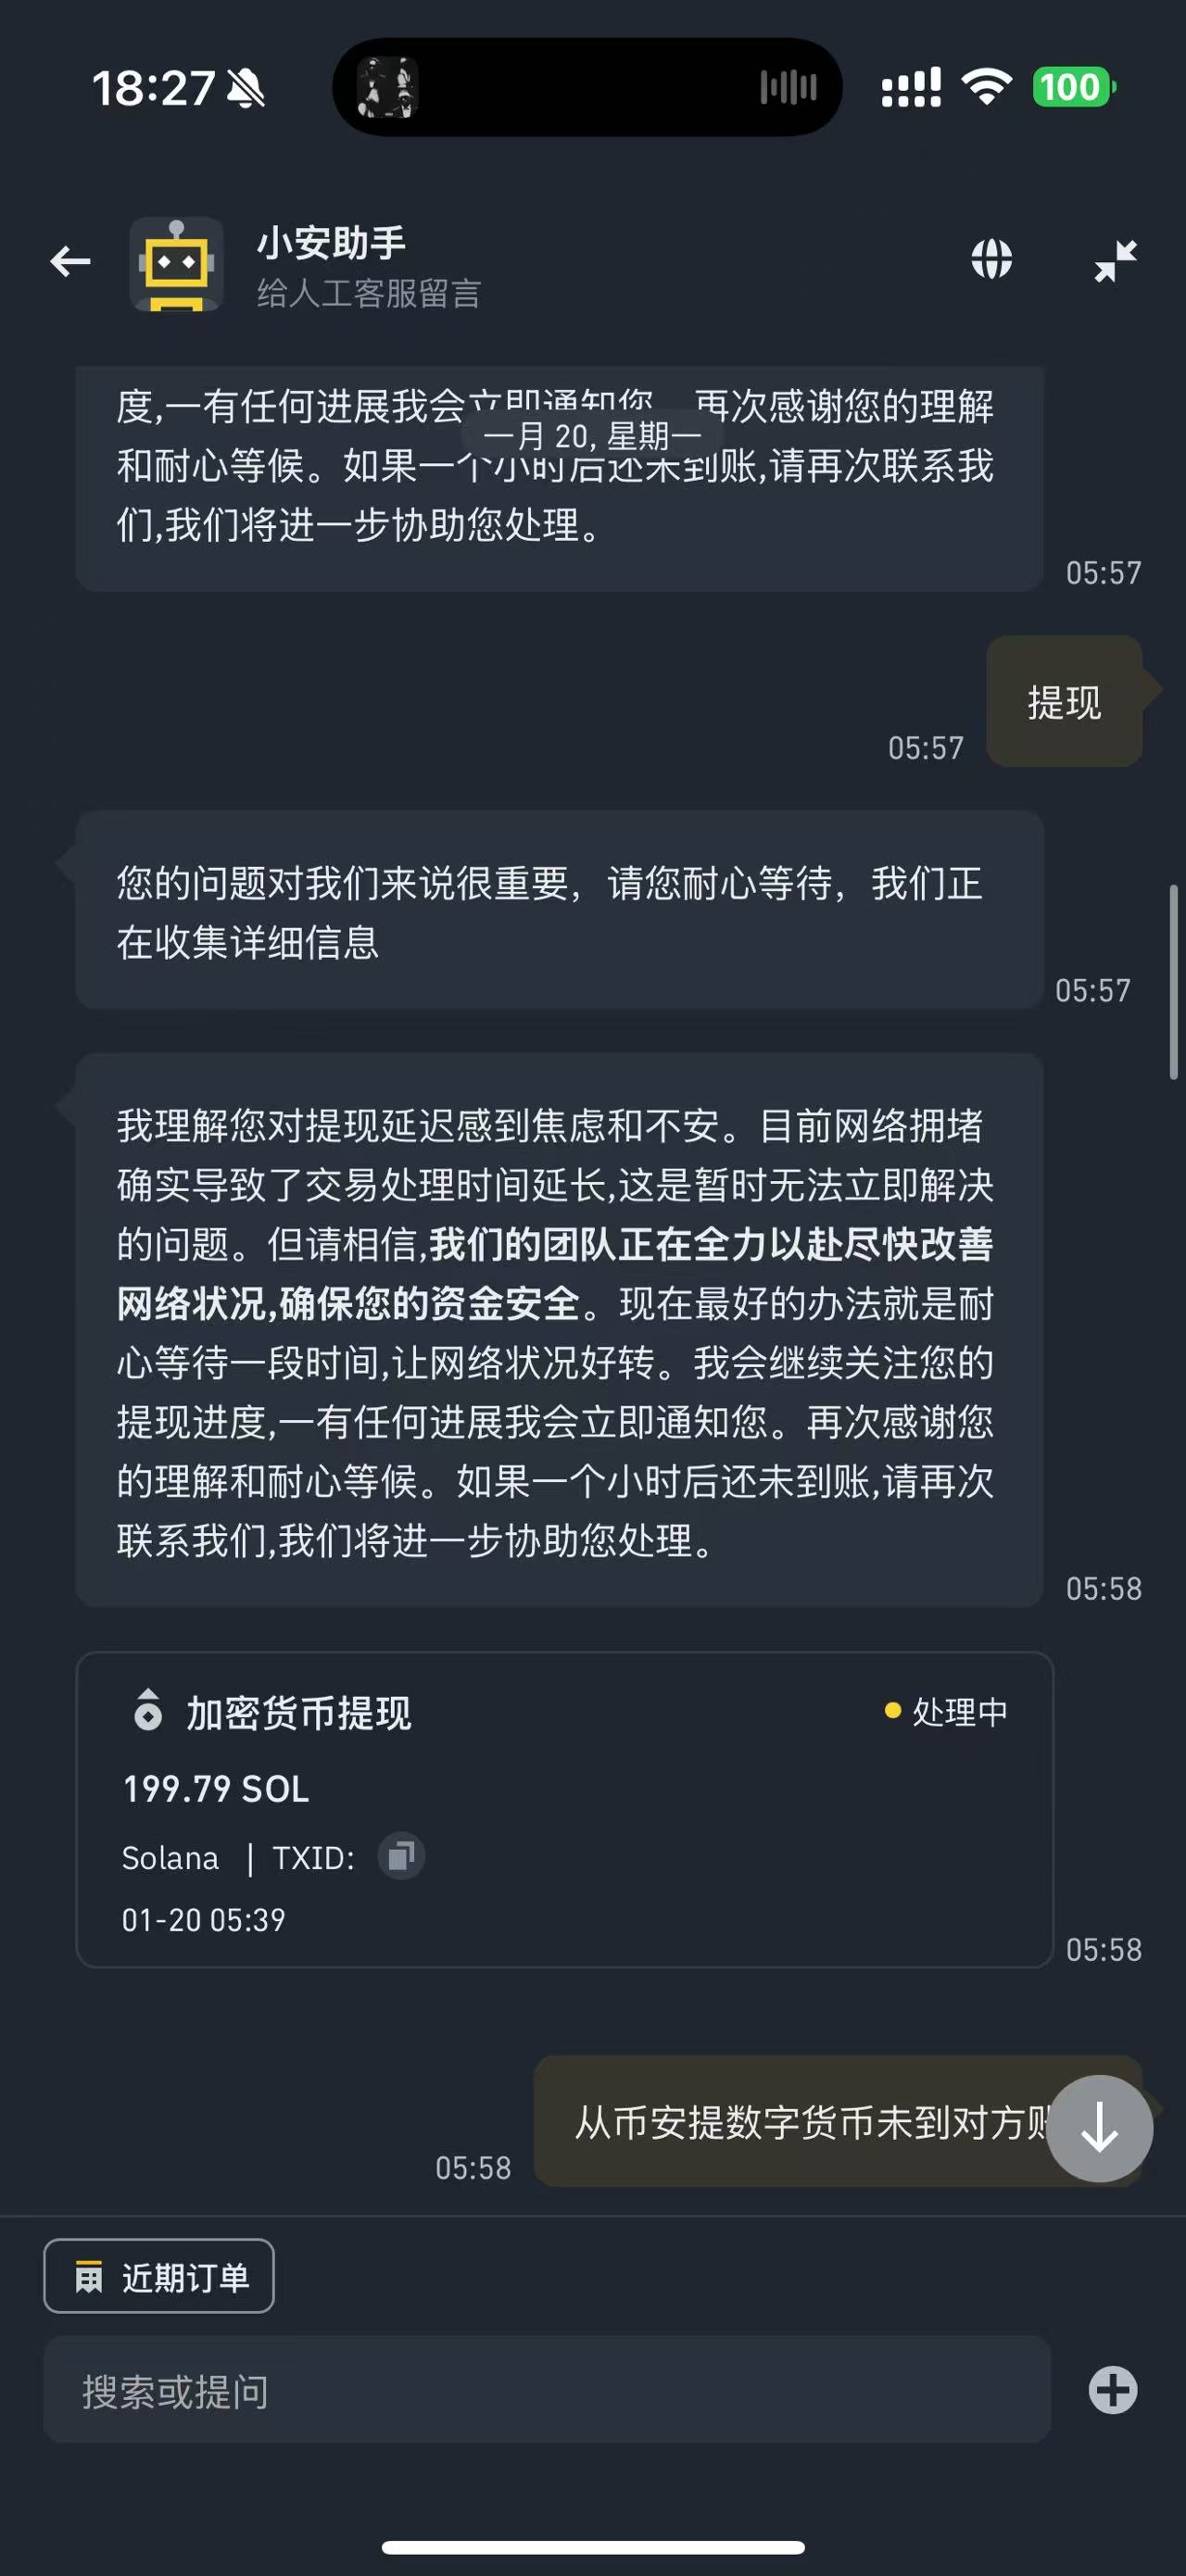 18:27
100
小安助手
给人工客服留言
度,一有任何进展我会立即通知您。再次感谢您的理解
一月 20, 星期一
和耐心等候。如果一个小时后还未到账,请再次联系我
们,我们将进一步协助您处理。
05:57
提现
05:57
您的问题对我们来说很重要，请您耐心等待，我们正
在收集详细信息
05:57
我理解您对提现延迟感到焦虑和不安。目前网络拥堵
确实导致了交易处理时间延长,这是暂时无法立即解决
的问题。但请相信,我们的团队正在全力以赴尽快改善
网络状况,确保您的资金安全。现在最好的办法就是耐
心等待一段时间,让网络状况好转。我会继续关注您的
提现进度,一有任何进展我会立即通知您。再次感谢您
的理解和耐心等候。如果一个小时后还未到账,请再次
联系我们,我们将进一步协助您处理。
05:58
加密货币提现
处理中
199.79 SOL
Solana | TXID:
01-20 05:39
05:58
从币安提数字货币未到对方
05:58
近期订单
搜索或提问